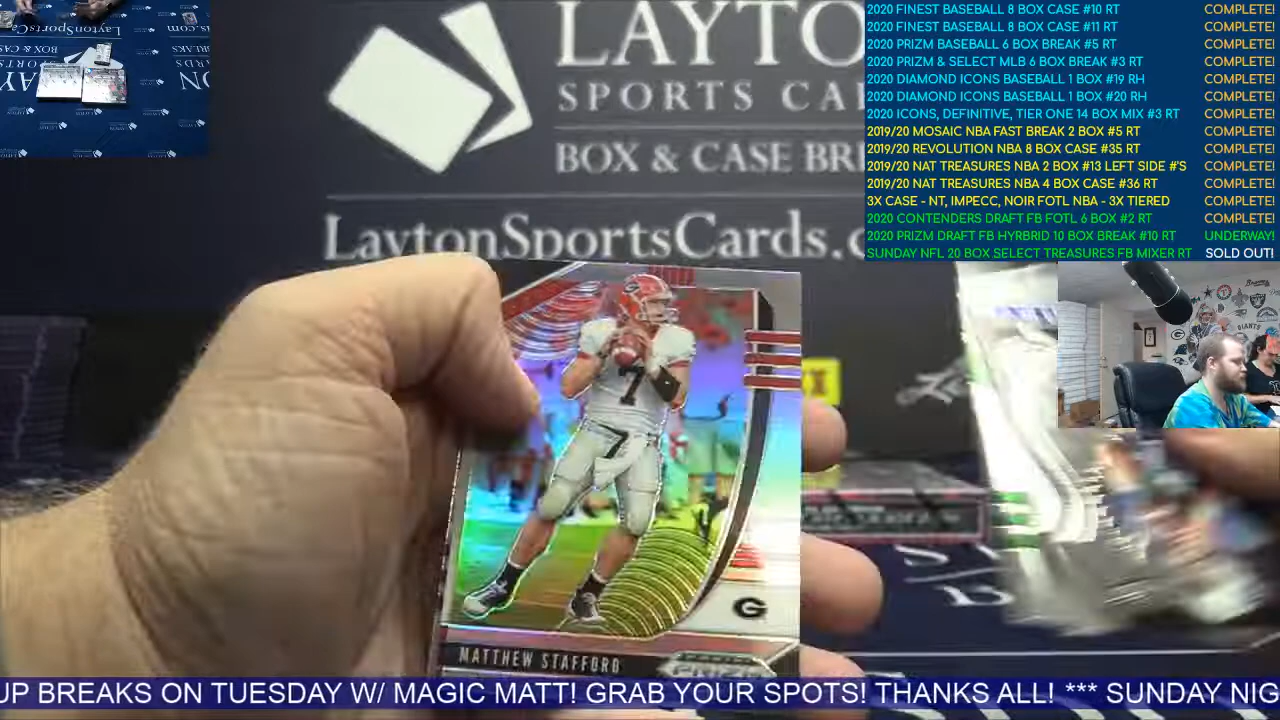 LAYTO
SPORTS CA
BOX & CASE BRE
LaytonSportsCards.c
2020 FINEST BASEBALL 8 BOX CASE #10 RT COMPLETE!
2020 FINEST BASEBALL 8 BOX CASE #11 RT COMPLETE!
2020 PRIZM BASEBALL 6 BOX BREAK #5 RT COMPLETE!
2020 PRIZM & SELECT MLB 6 BOX BREAK #3 RT COMPLETE!
2020 DIAMOND ICONS BASEBALL 1 BOX #19 RH COMPLETE!
2020 DIAMOND ICONS BASEBALL 1 BOX #20 RH COMPLETE!
2020 ICONS, DEFINITIVE, TIER ONE 14 BOX MIX #3 RT COMPLETE!
2019/20 MOSAIC NBA FAST BREAK 2 BOX #5 RT COMPLETE!
2019/20 REVOLUTION NBA 8 BOX CASE #35 RT COMPLETE!
2019/20 NAT TREASURES NBA 2 BOX #13 LEFT SIDE #'S COMPLETE!
2019/20 NAT TREASURES NBA 4 BOX CASE #36 RT COMPLETE!
3X CASE - NT, IMPECC, NOIR FOTL NBA - 3X TIERED COMPLETE!
2020 CONTENDERS DRAFT FB FOTL 6 BOX #2 RT COMPLETE!
2020 PRIZM DRAFT FB HYRBRID 10 BOX BREAK #10 RT UNDERWAY!
SUNDAY NFL 20 BOX SELECT TREASURES FB MIXER RT SOLD OUT!
GIANTS
G
7
G
MATTHEW STAFFORD
PRIZM
UP BREAKS ON TUESDAY W/ MAGIC MATT! GRAB YOUR SPOTS! THANKS ALL! *** SUNDAY NIG